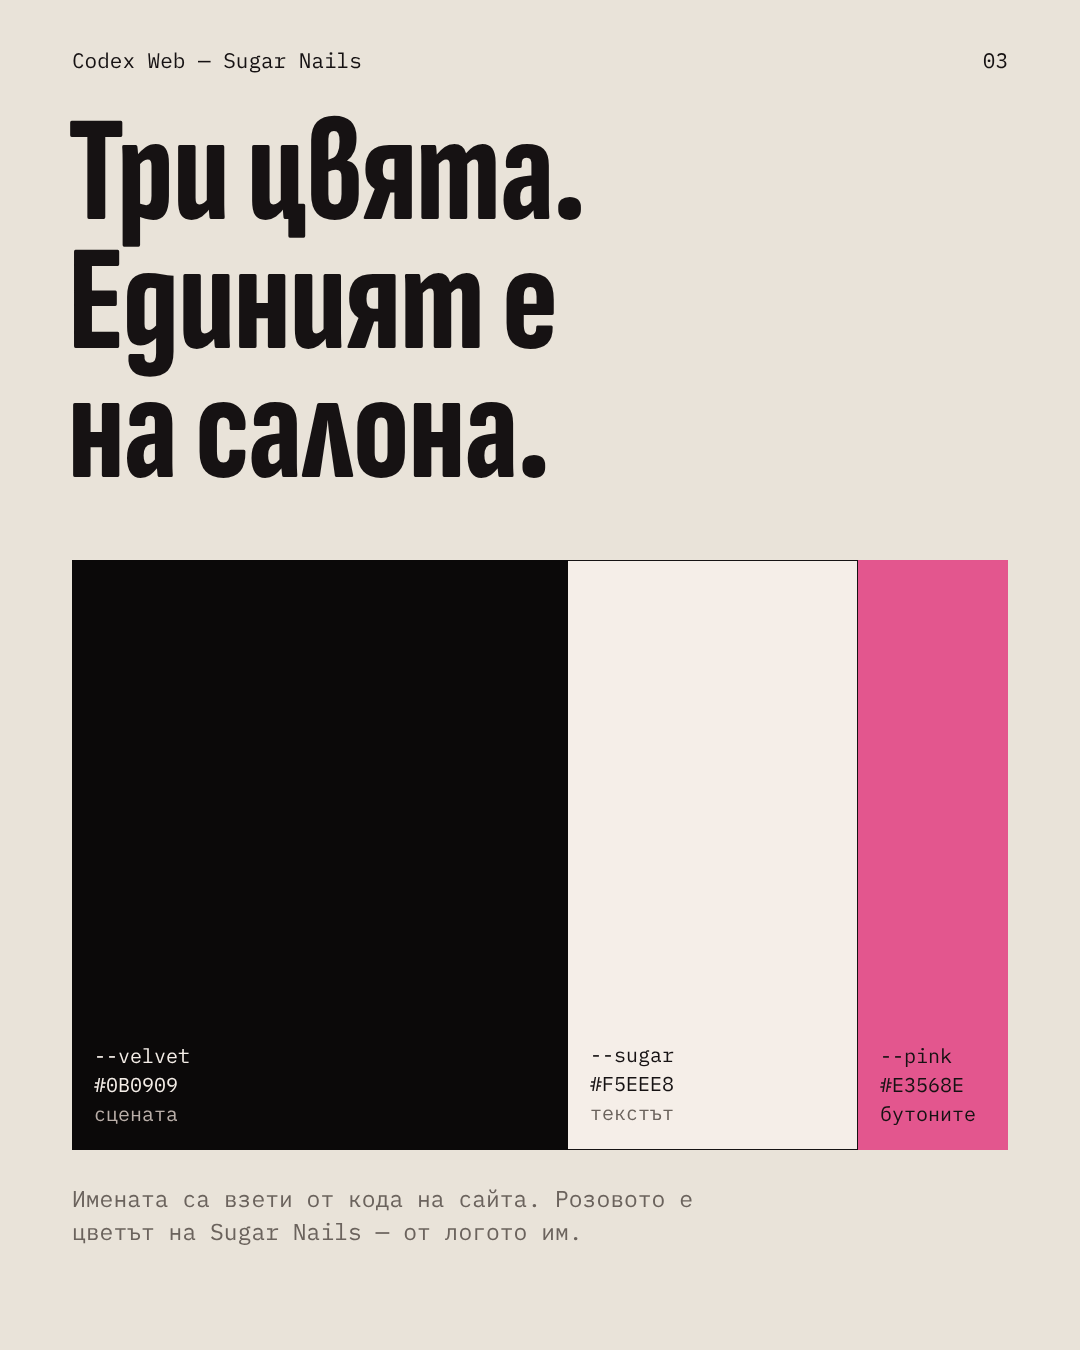 Codex Web — Sugar Nails
03
Три цвята.
Единият е
на салона.
--velvet
#0B0909
сцената
--sugar
#F5EEE8
текстът
--pink
#E3568E
бутоните
Имената са взети от кода на сайта. Розовото е
цветът на Sugar Nails — от логото им.